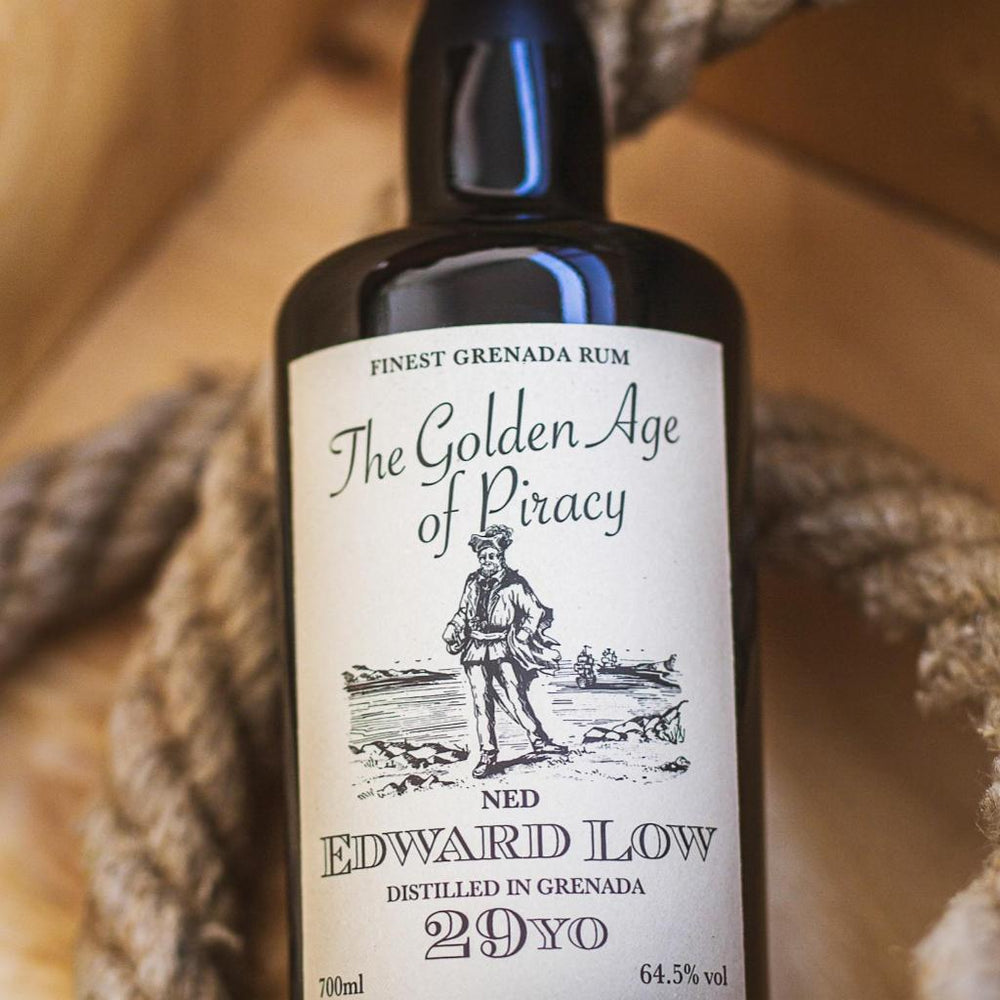 FINEST GRENADA RUM
The Golden Age
of Piracy
NED
EDWARD LOW
DISTILLED IN GRENADA
29YO
700ml 64.5% vol